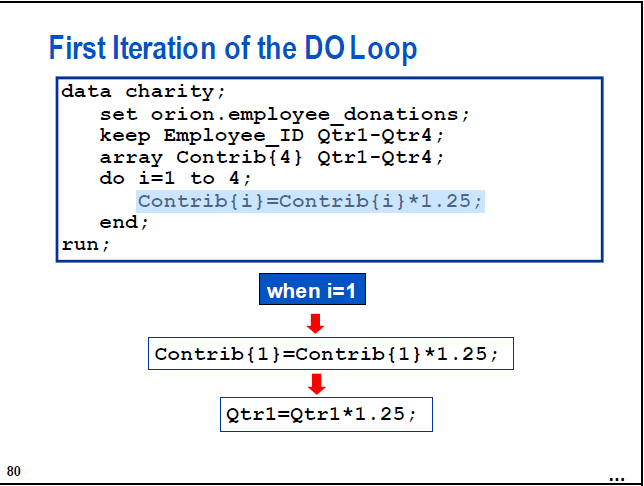 First Iteration of the DO Loop
data charity;
set orion.employee_donations;
keep Employee_ID Qtr1-Qtr4;
array Contrib{4} Qtr1-Qtr4;
do i=1 to 4;
Contrib{i}=Contrib{i}*1.25;
end;
run;
when i=1
Contrib{1}=Contrib{1}*1.25;
Qtr1=Qtr1*1.25;
80
...